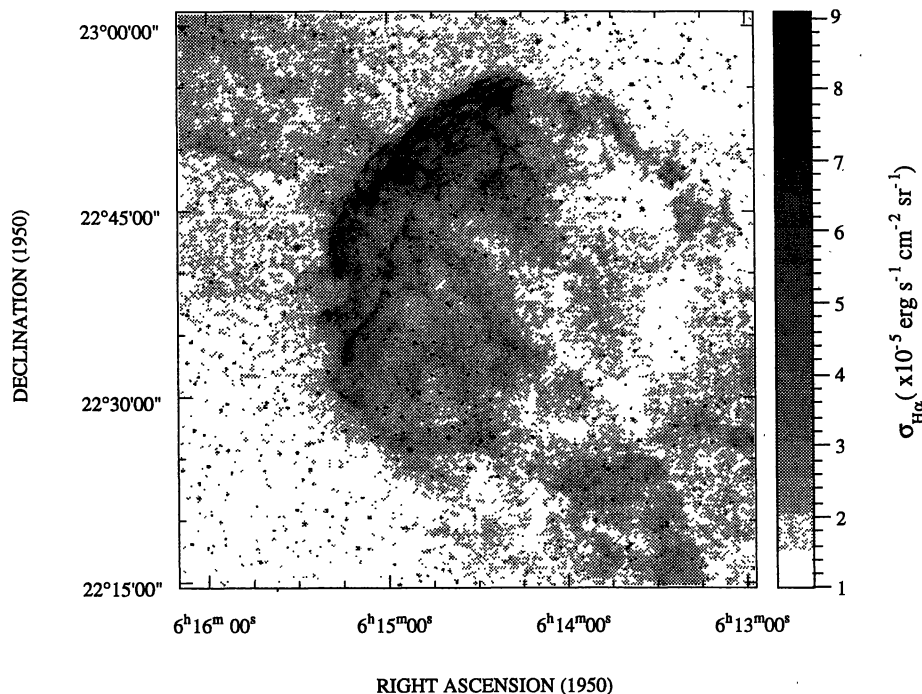 23°00'00"
22°45'00"
22°30'00"
22°15'00"
DECLINATION (1950)
6ʰ16ᵐ 00ˢ
6ʰ15ᵐ00ˢ
6ʰ14ᵐ00ˢ
6ʰ13ᵐ00ˢ
RIGHT ASCENSION (1950)
9
8
7
6
5
4
3
2
1
σHα( x10⁻⁵ erg s⁻¹ cm⁻² sr⁻¹)